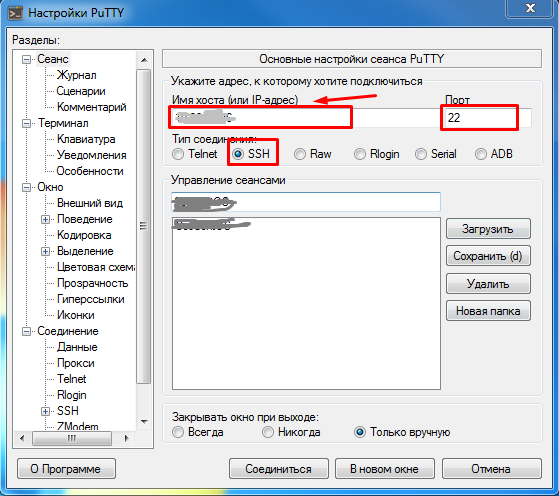 Настройки PuTTY
Разделы:
Сеанс
Журнал
Сценарии
Комментарий
Терминал
Клавиатура
Уведомления
Особенности
Окно
Внешний вид
Поведение
Кодировка
Выделение
Цветовая схема
Прозрачность
Гиперссылки
Иконки
Соединение
Данные
Прокси
Telnet
Rlogin
SSH
ZModem
Основные настройки сеанса PuTTY
Укажите адрес, к которому хотите подключиться
Имя хоста (или IP-адрес) Порт
22
Тип соединения:
Telnet SSH Raw Rlogin Serial ADB
Управление сеансами
Загрузить
Сохранить (d)
Удалить
Новая папка
Закрывать окно при выходе:
Всегда Никогда Только вручную
О Программе Соединиться В новом окне Отмена